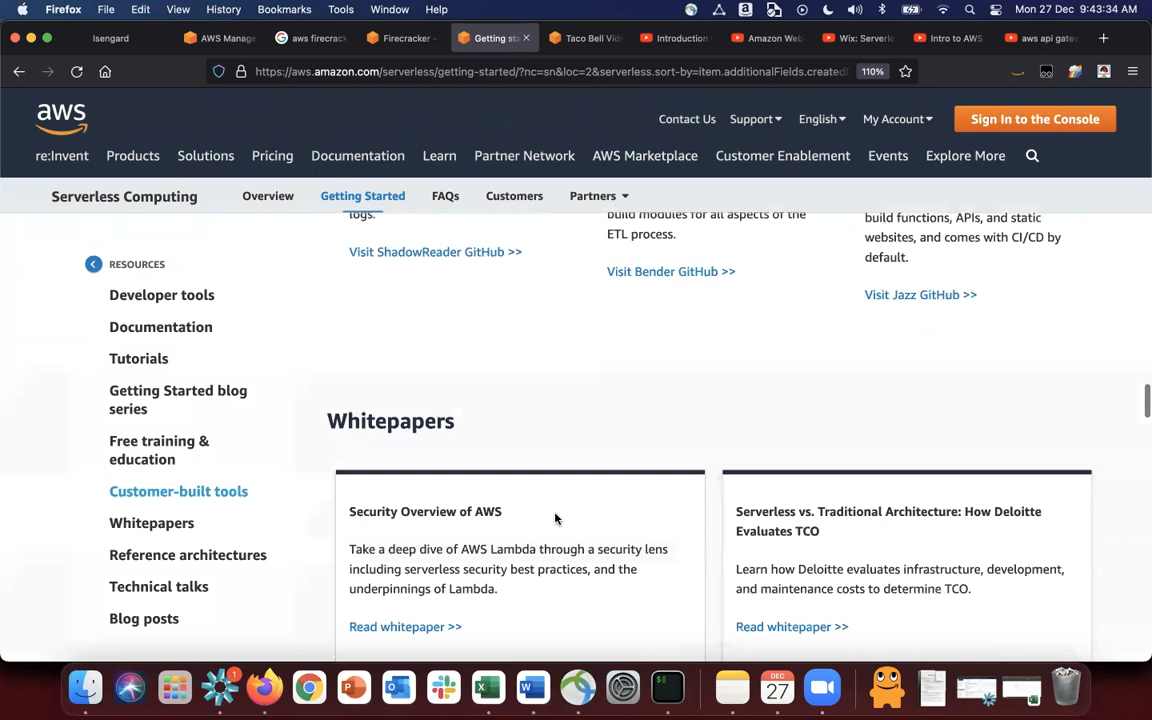 Firefox File Edit View History Bookmarks Tools Window Help Mon 27 Dec 9:43:34 AM
Isengard AWS Manage aws firecrack Firecracker – Getting sta Taco Bell Vid Introduction Amazon Web Wix: Serverle Intro to AWS aws api gate
https://aws.amazon.com/serverless/getting-started/?nc=sn&loc=2&serverless.sort-by=item.additionalFields.created 110%
aws
Contact Us Support English My Account Sign In to the Console
re:Invent Products Solutions Pricing Documentation Learn Partner Network AWS Marketplace Customer Enablement Events Explore More
Serverless Computing Overview Getting Started FAQs Customers Partners
logs.
Visit ShadowReader GitHub >>
build modules for all aspects of the
ETL process.
Visit Bender GitHub >>
build functions, APIs, and static
websites, and comes with CI/CD by
default.
Visit Jazz GitHub >>
RESOURCES
Developer tools
Documentation
Tutorials
Getting Started blog
series
Free training &
education
Customer-built tools
Whitepapers
Reference architectures
Technical talks
Blog posts
Whitepapers
Security Overview of AWS
Take a deep dive of AWS Lambda through a security lens
including serverless security best practices, and the
underpinnings of Lambda.
Read whitepaper >>
Serverless vs. Traditional Architecture: How Deloitte
Evaluates TCO
Learn how Deloitte evaluates infrastructure, development,
and maintenance costs to determine TCO.
Read whitepaper >>
1
DEC
27